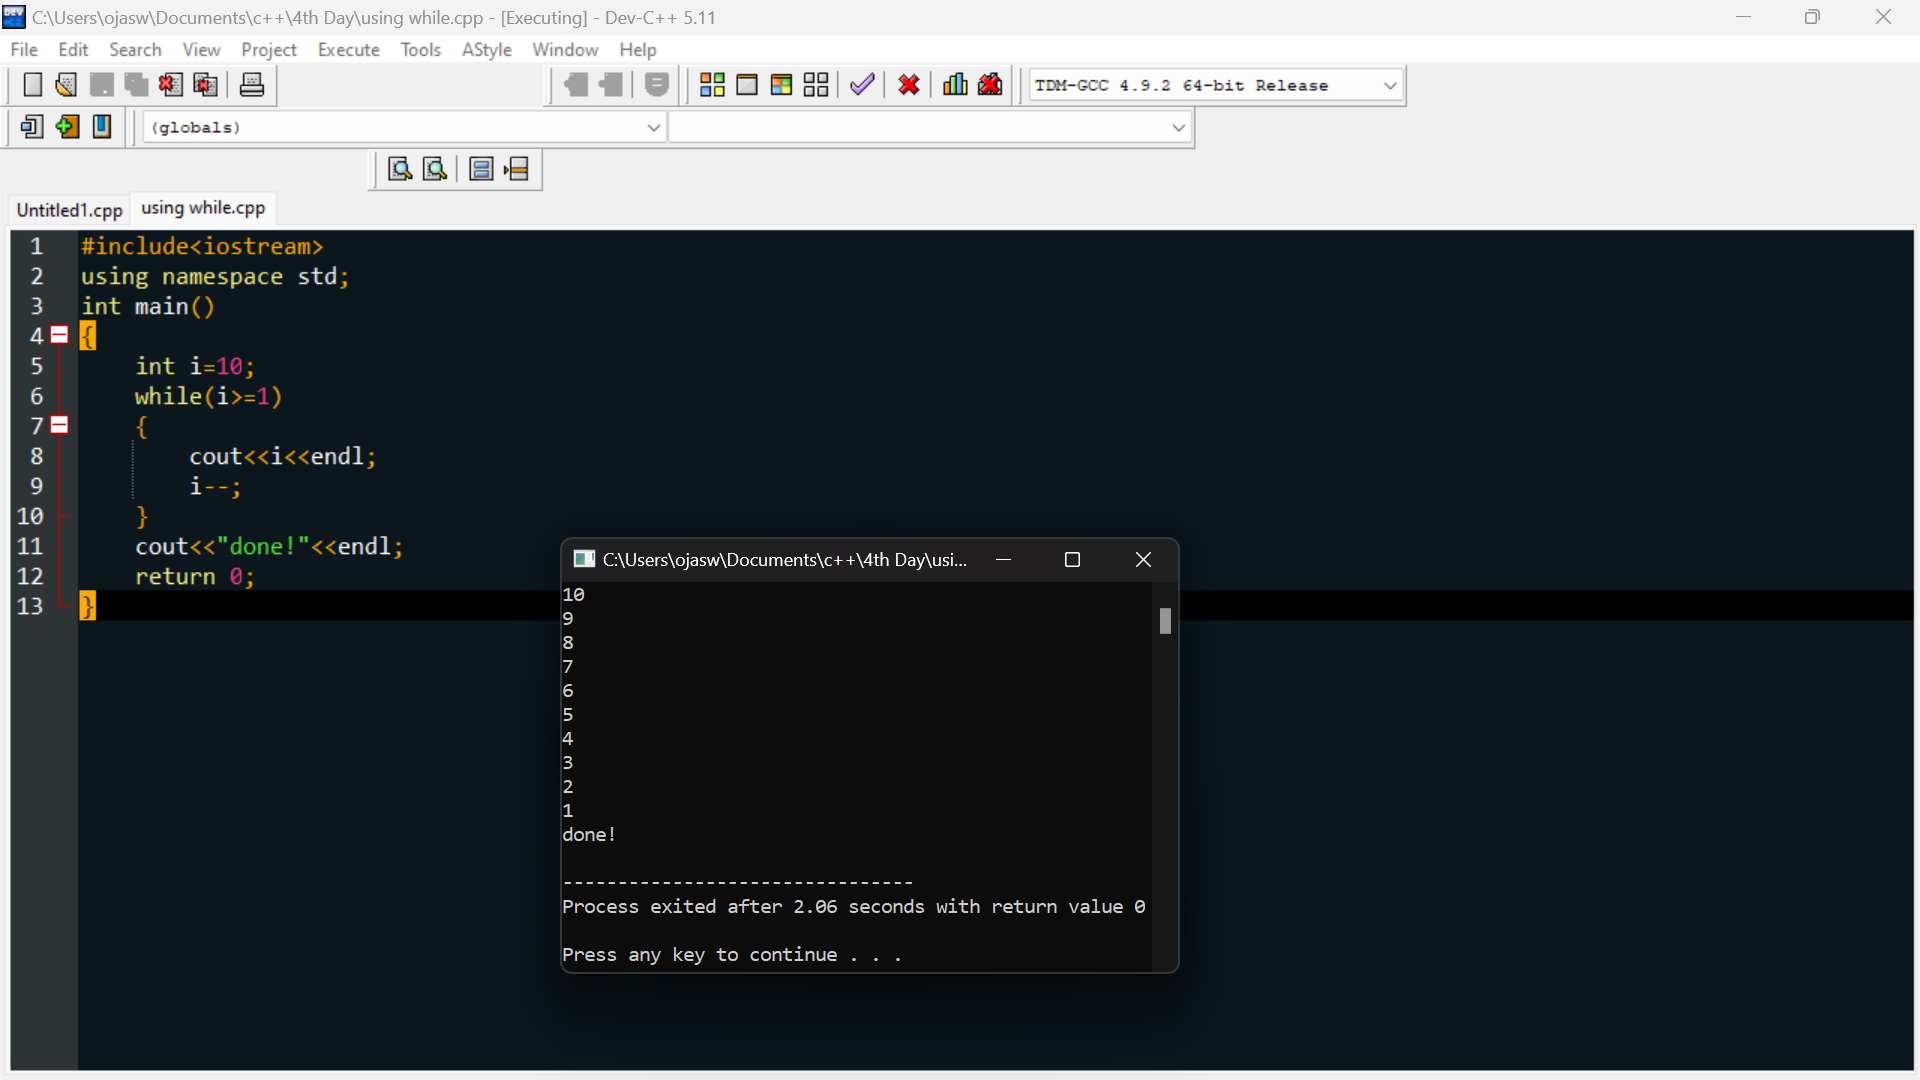 C:\Users\ojasw\Documents\c++\4th Day\using while.cpp - [Executing] - Dev-C++ 5.11
File Edit Search View Project Execute Tools AStyle Window Help
TDM-GCC 4.9.2 64-bit Release
(globals)
Untitled1.cpp using while.cpp
1 #include<iostream>
2 using namespace std;
3 int main()
4 {
5 int i=10;
6 while(i>=1)
7 {
8 cout<<i<<endl;
9 i--;
10 }
11 cout<<"done!"<<endl;
12 return 0;
13 }
C:\Users\ojasw\Documents\c++\4th Day\usi...
10
9
8
7
6
5
4
3
2
1
done!
--------------------------------
Process exited after 2.06 seconds with return value 0
Press any key to continue . . .